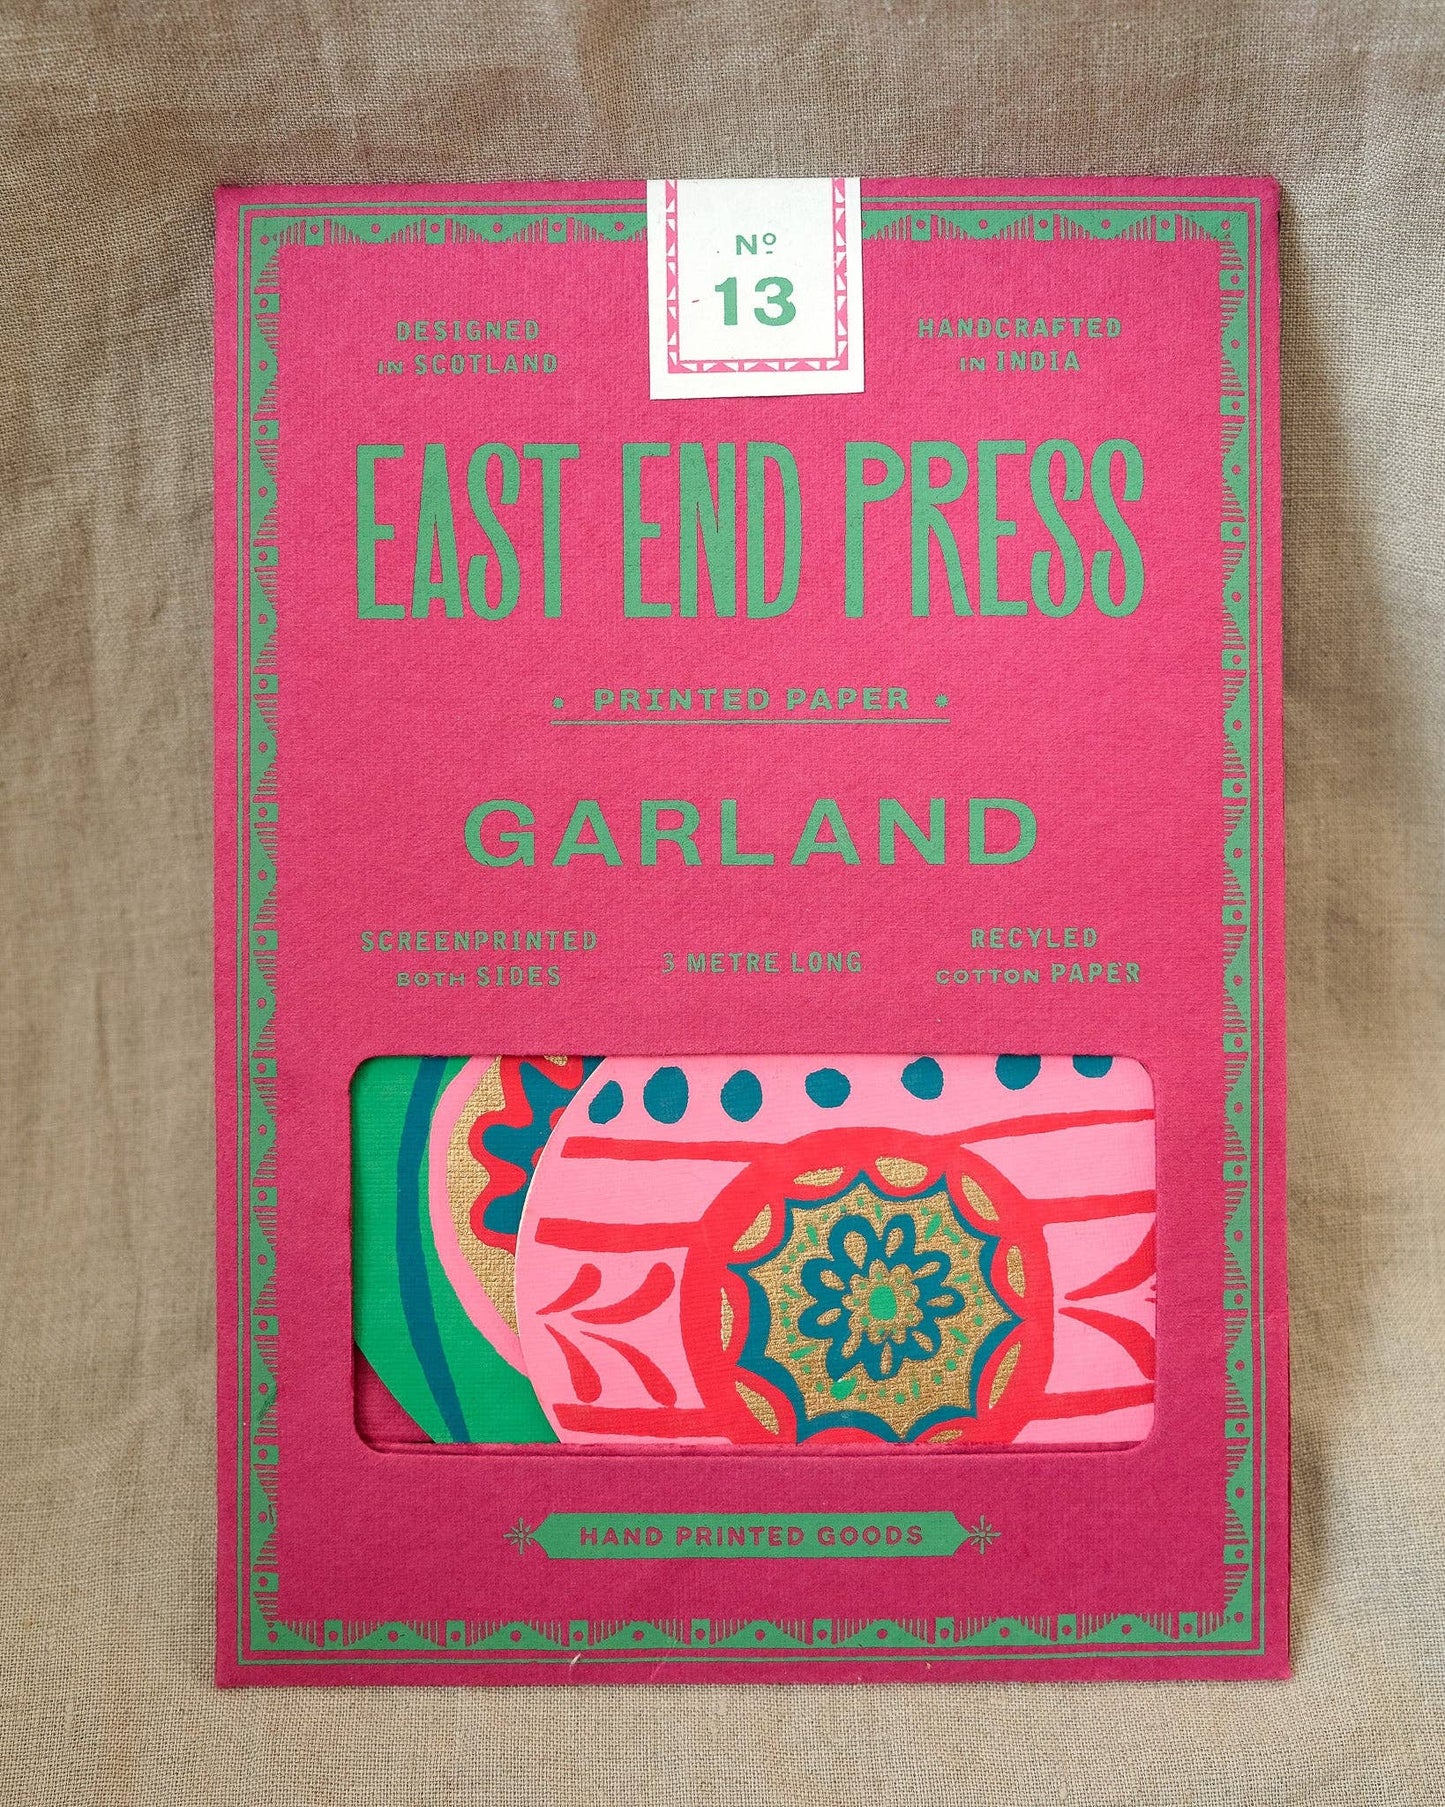 Nº
13
DESIGNED
IN SCOTLAND
HANDCRAFTED
IN INDIA
EAST END PRESS
• PRINTED PAPER •
GARLAND
SCREENPRINTED
BOTH SIDES
3 METRE LONG
RECYLED
COTTON PAPER
HAND PRINTED GOODS